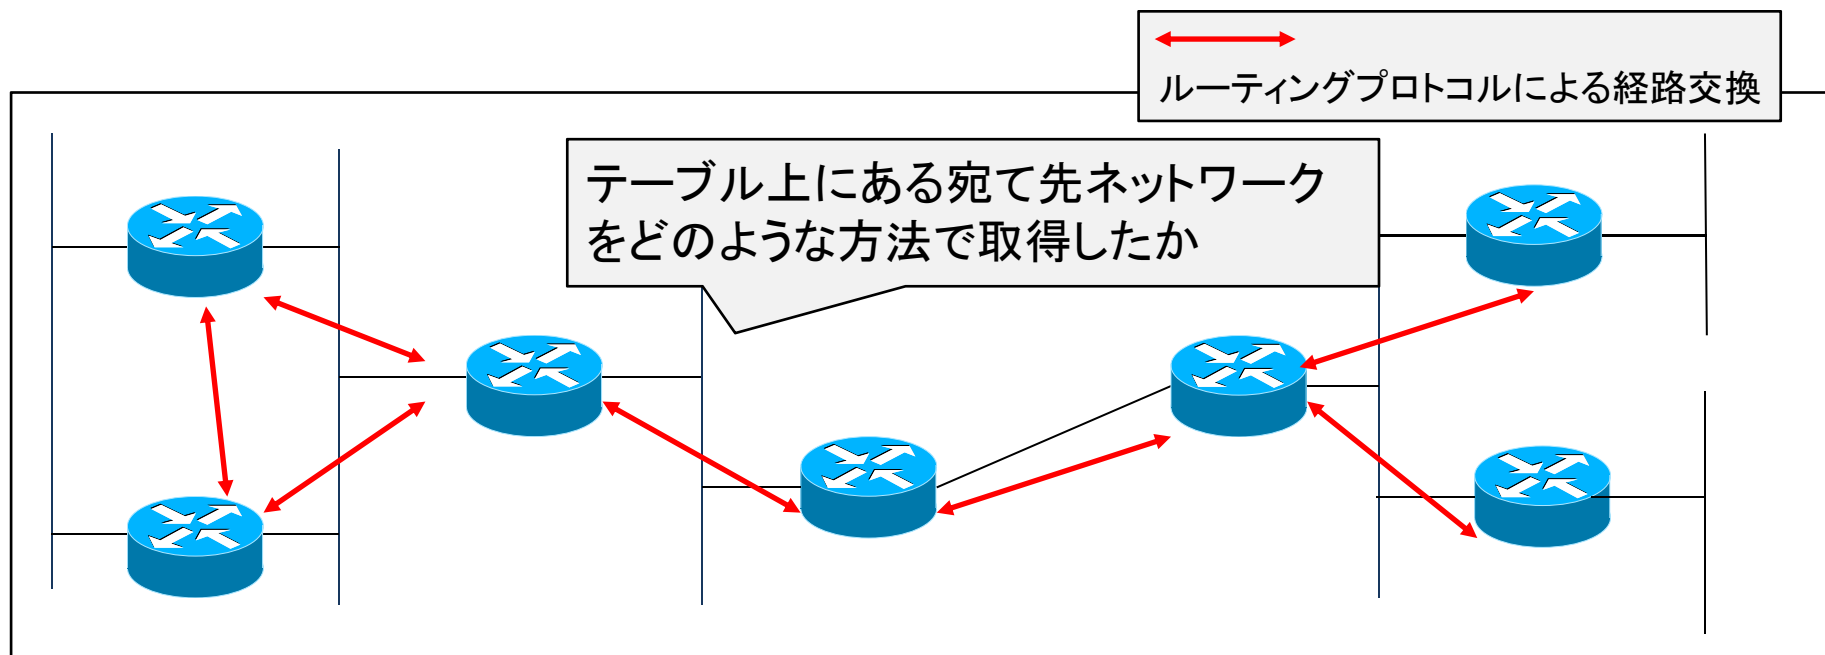 ルーティングプロトコルによる経路交換
テーブル上にある宛て先ネットワーク
をどのような方法で取得したか